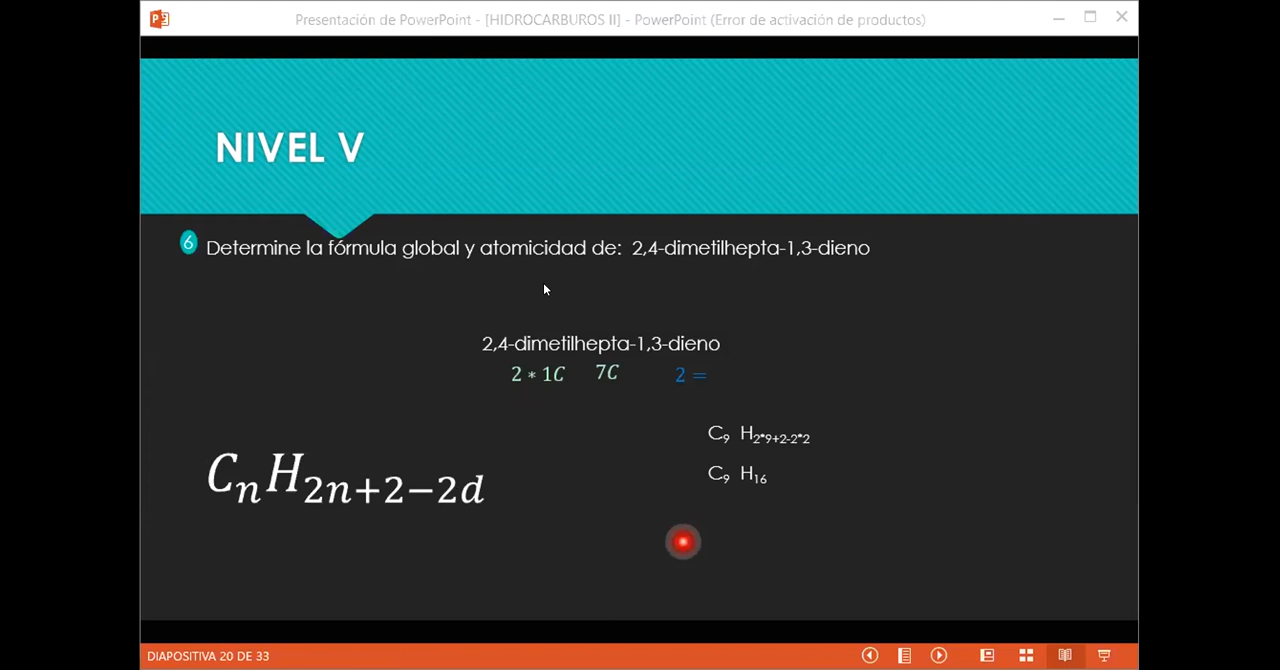 Presentación de PowerPoint - [HIDROCARBUROS II] - PowerPoint (Error de activación de productos)
NIVEL V
6 Determine la fórmula global y atomicidad de: 2,4-dimetilhepta-1,3-dieno
2,4-dimetilhepta-1,3-dieno
2 * 1C 7C 2 =
C₉ H₂*₉₊₂₋₂*₂
CₙH₂ₙ₊₂₋₂d
C₉ H₁₆
DIAPOSITIVA 20 DE 33